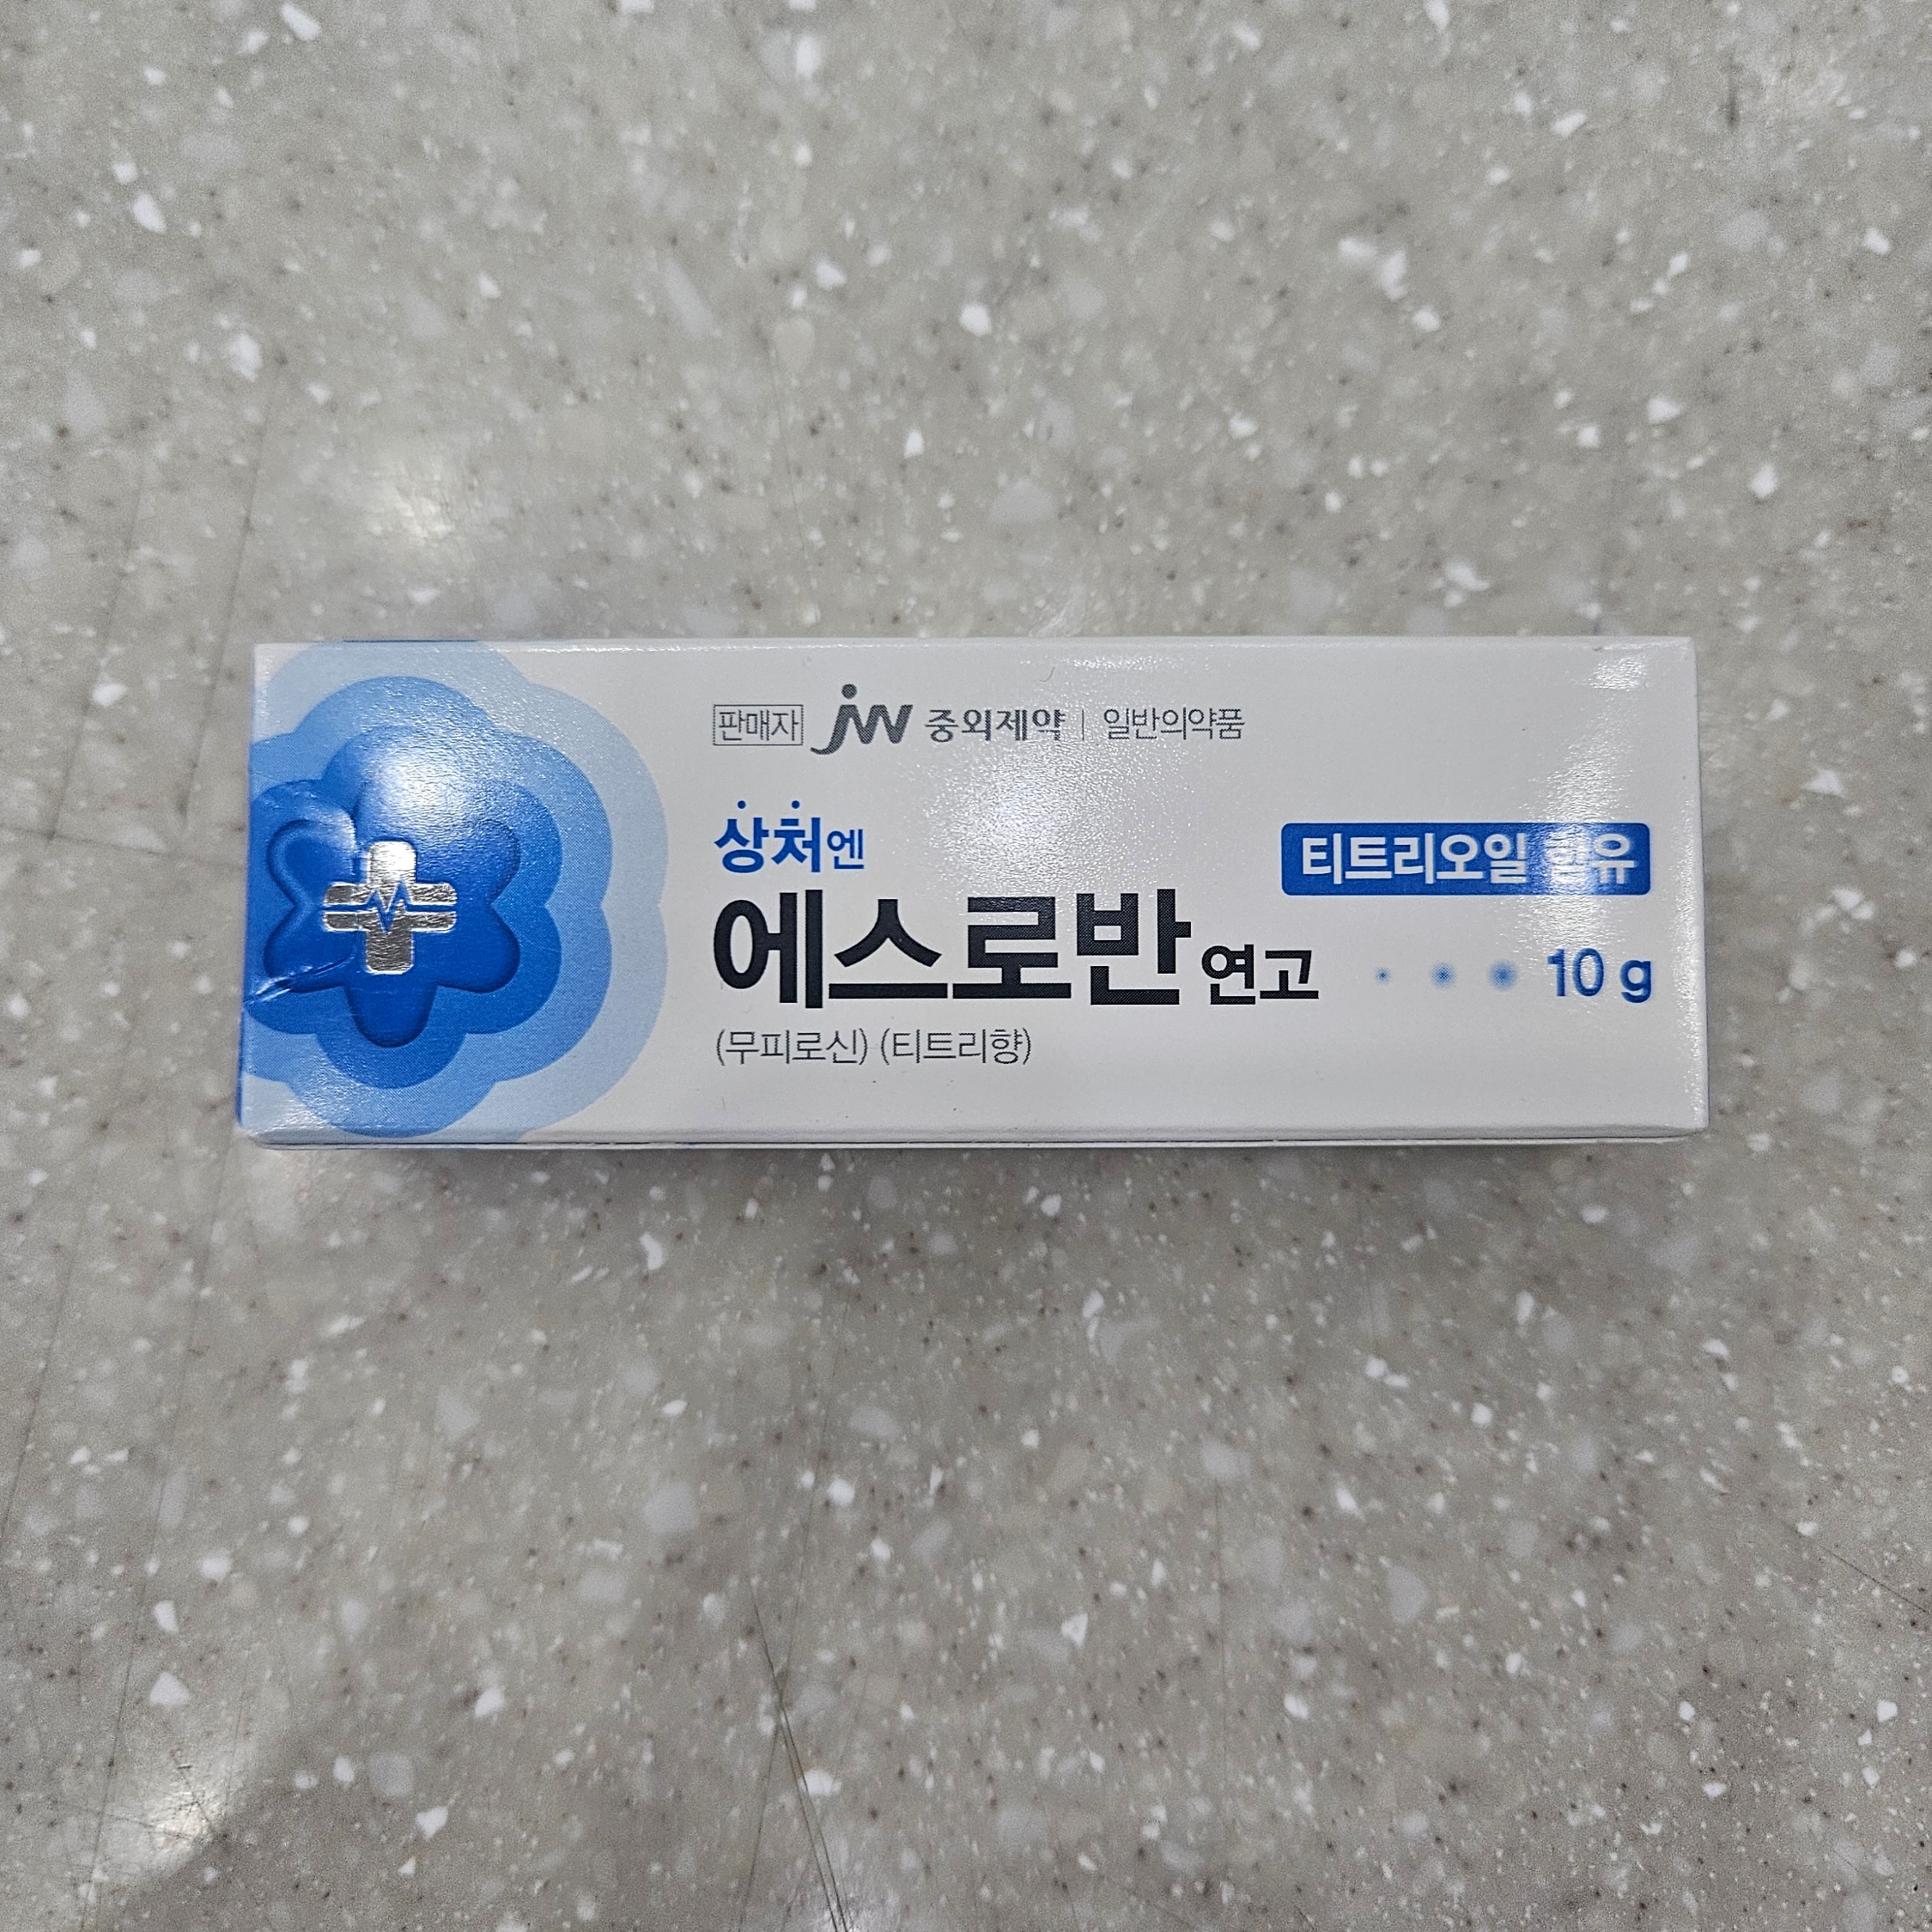 판매자 jw 중외제약 | 일반의약품
상처엔
티트리오일 함유
에스로반 연고
10 g
(무피로신) (티트리향)